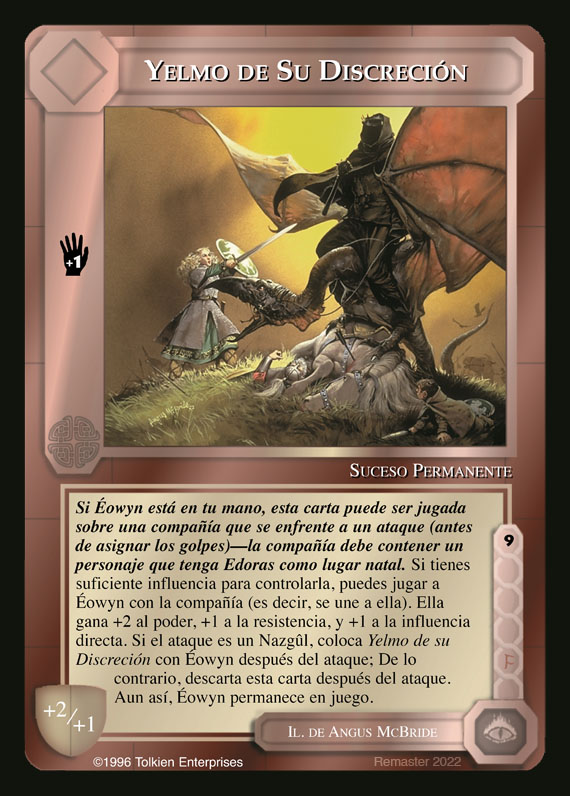 Yelmo de Su Discreción
+1
Suceso Permanente
Si Éowyn está en tu mano, esta carta puede ser jugada
sobre una compañía que se enfrente a un ataque (antes
de asignar los golpes)—la compañía debe contener un
personaje que tenga Edoras como lugar natal. Si tienes
suficiente influencia para controlarla, puedes jugar a
Éowyn con la compañía (es decir, se une a ella). Ella
gana +2 al poder, +1 a la resistencia, y +1 a la influencia
directa. Si el ataque es un Nazgûl, coloca Yelmo de su
Discreción con Éowyn después del ataque; De lo
contrario, descarta esta carta después del ataque.
Aun así, Éowyn permanece en juego.
9
F
+2/+1
Il. de Angus McBride
©1996 Tolkien Enterprises
Remaster 2022